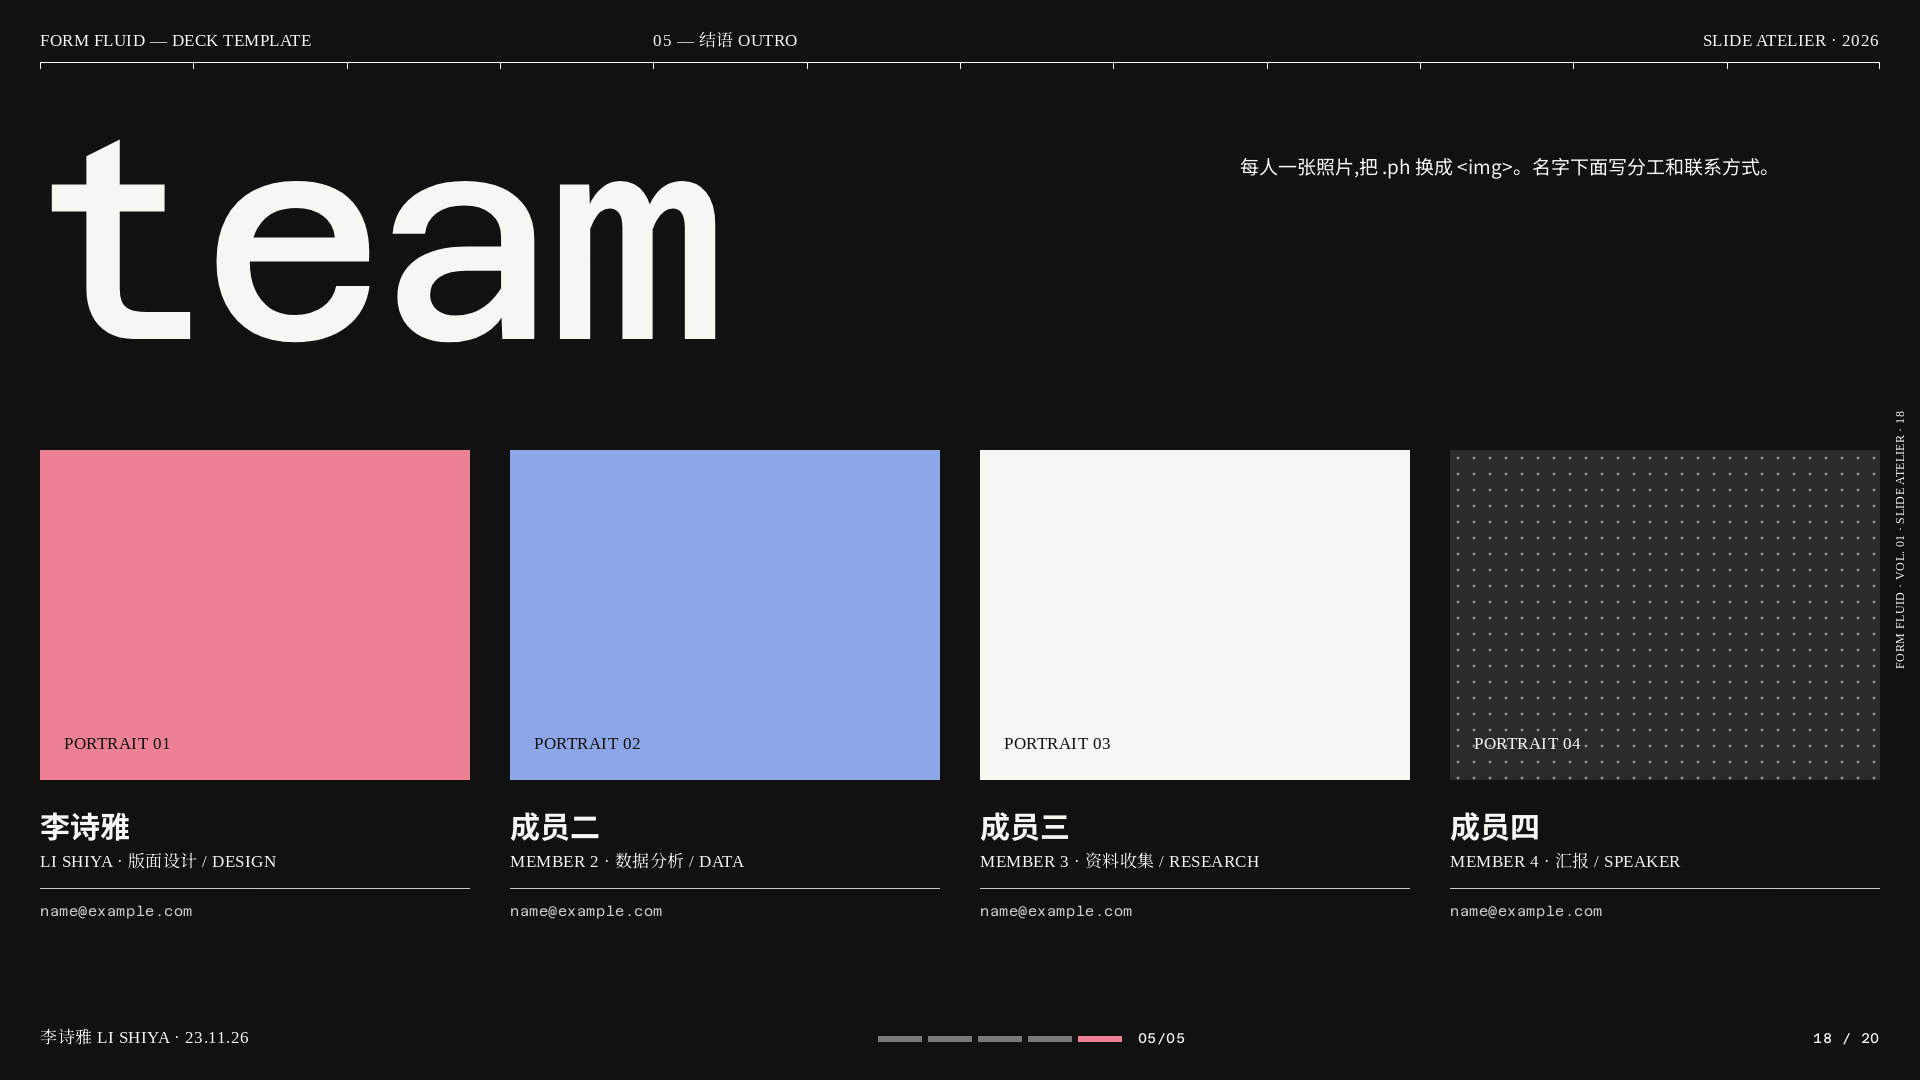 FORM FLUID — DECK TEMPLATE
05 — 结语 OUTRO
SLIDE ATELIER · 2026
team
每人一张照片,把 .ph 换成 <img>。名字下面写分工和联系方式。
PORTRAIT 01
PORTRAIT 02
PORTRAIT 03
PORTRAIT 04
李诗雅
LI SHIYA · 版面设计 / DESIGN
name@example.com
成员二
MEMBER 2 · 数据分析 / DATA
name@example.com
成员三
MEMBER 3 · 资料收集 / RESEARCH
name@example.com
成员四
MEMBER 4 · 汇报 / SPEAKER
name@example.com
FORM FLUID · VOL. 01 · SLIDE ATELIER · 18
李诗雅 LI SHIYA · 23.11.26
05/05
18 / 20